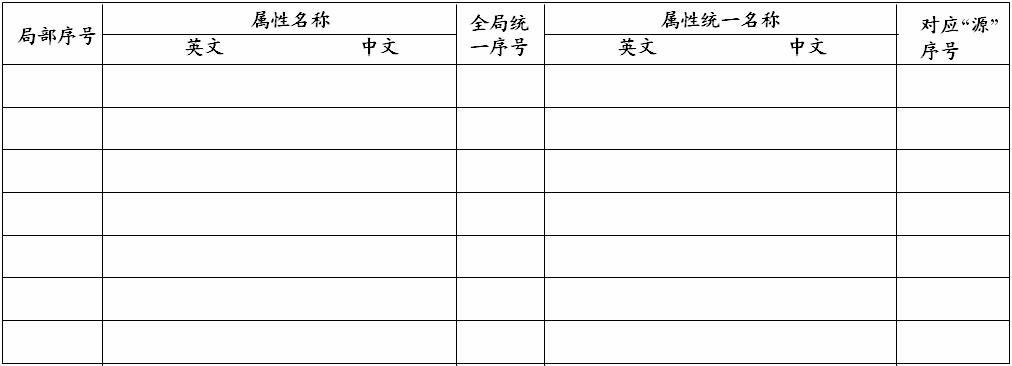 局部序号
属性名称
英文 中文
全局统
一序号
属性统一名称
英文 中文
对应“源”
序号